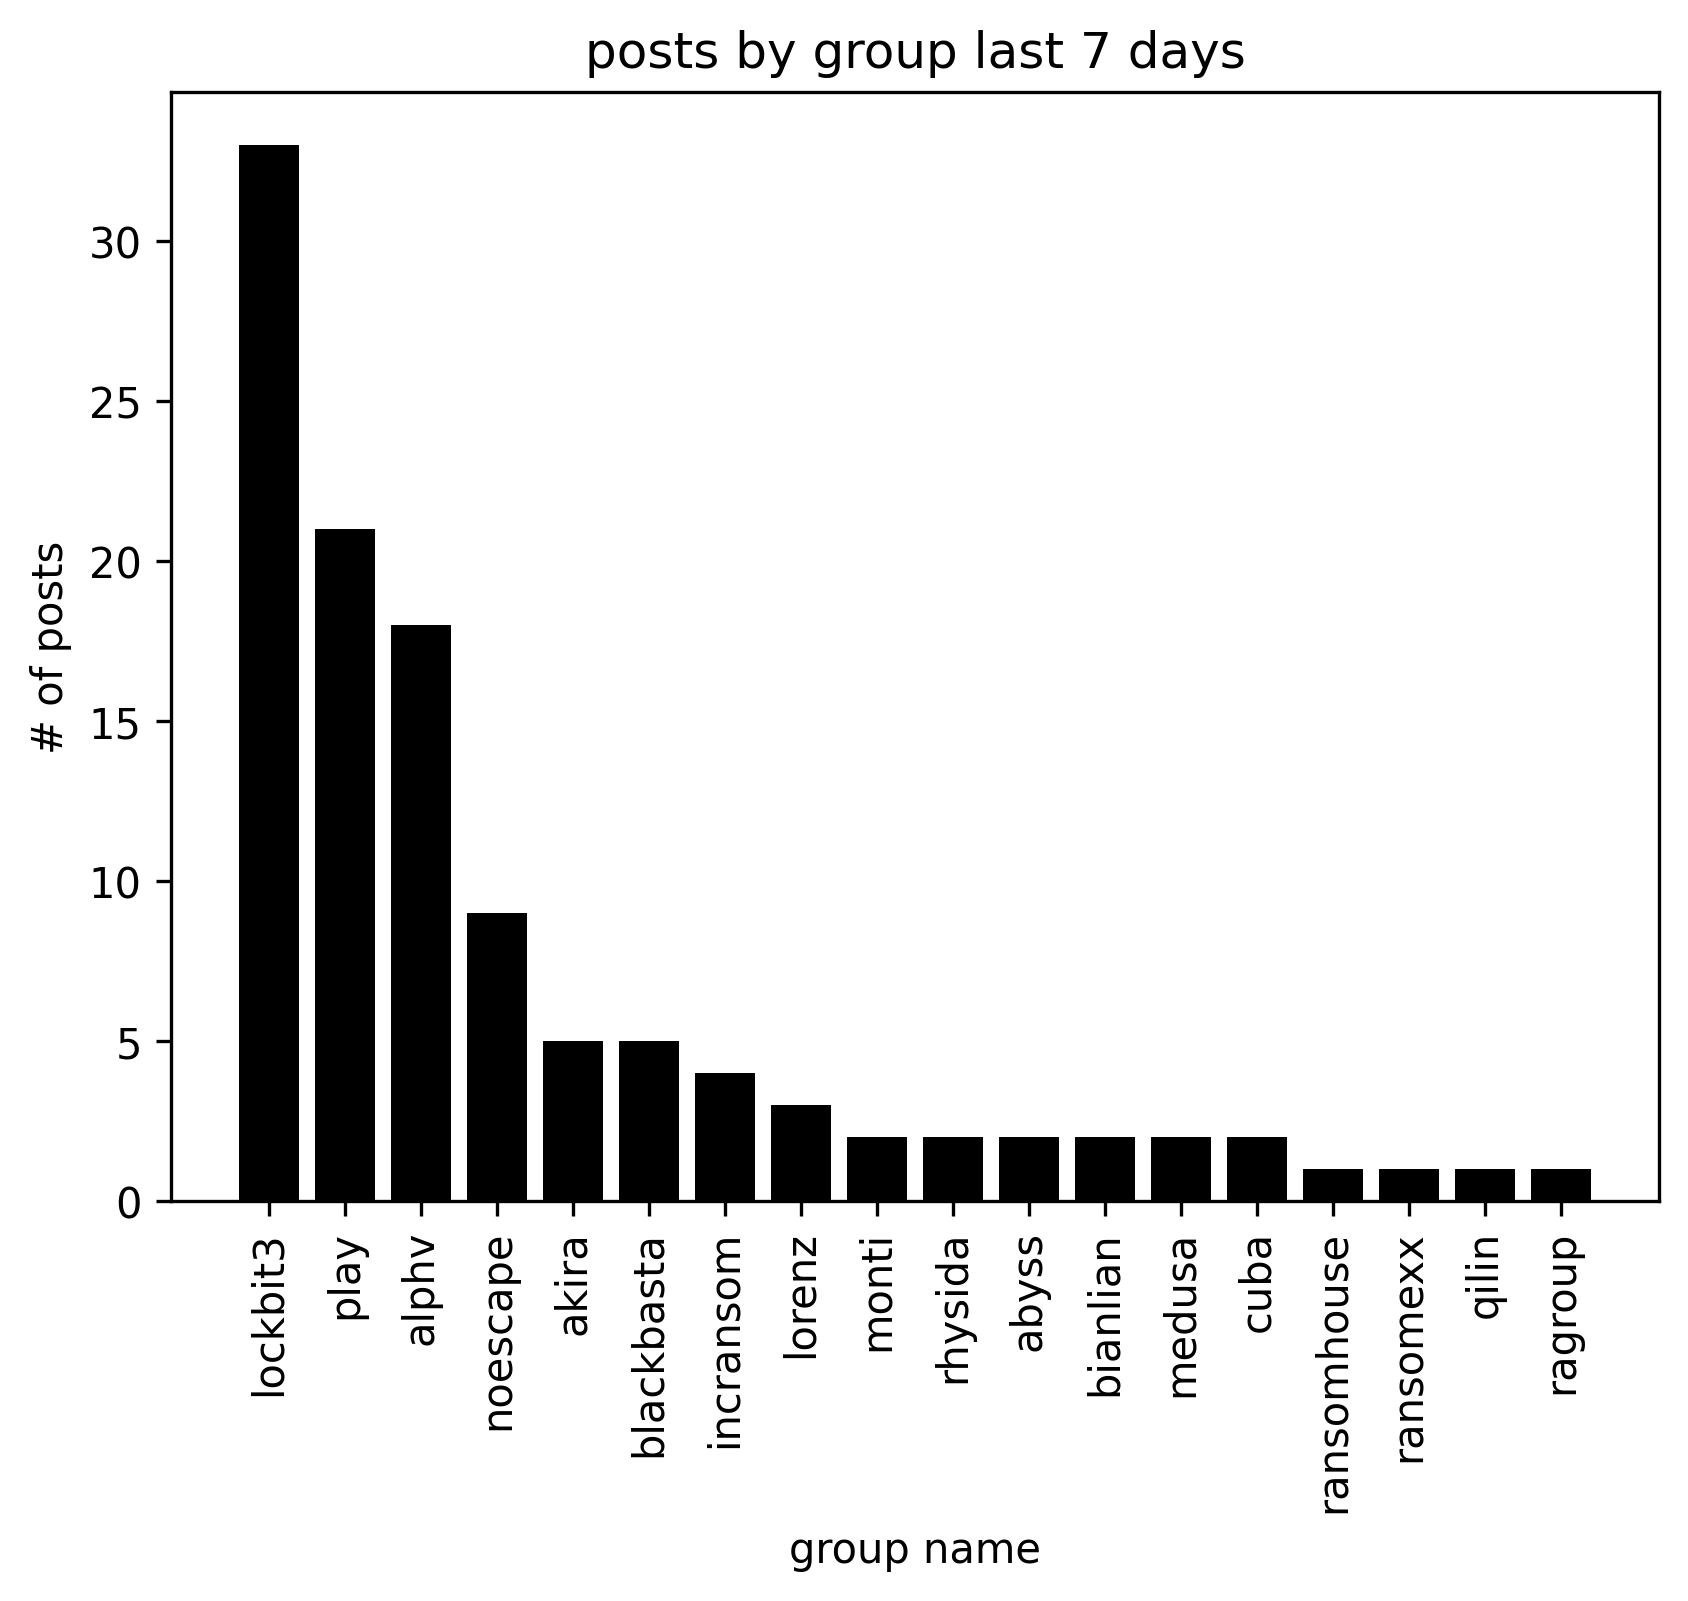 posts by group last 7 days
# of posts
30
25
20
15
10
5
0
lockbit3
play
alphv
noescape
akira
blackbasta
incransom
lorenz
monti
rhysida
abyss
bianlian
medusa
cuba
ransomhouse
ransomexx
qilin
ragroup
group name